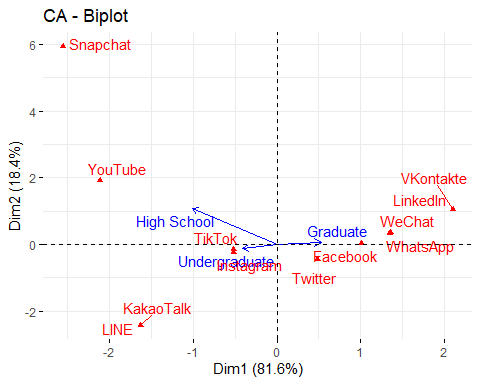 CA - Biplot
6
4
2
0
-2
Dim2 (18.4%)
Snapchat
YouTube
VKontakte
LinkedIn
High School
WeChat
Graduate
TikTok
WhatsApp
Undergraduate
Facebook
Instagram
Twitter
KakaoTalk
LINE
-2
-1
0
1
2
Dim1 (81.6%)